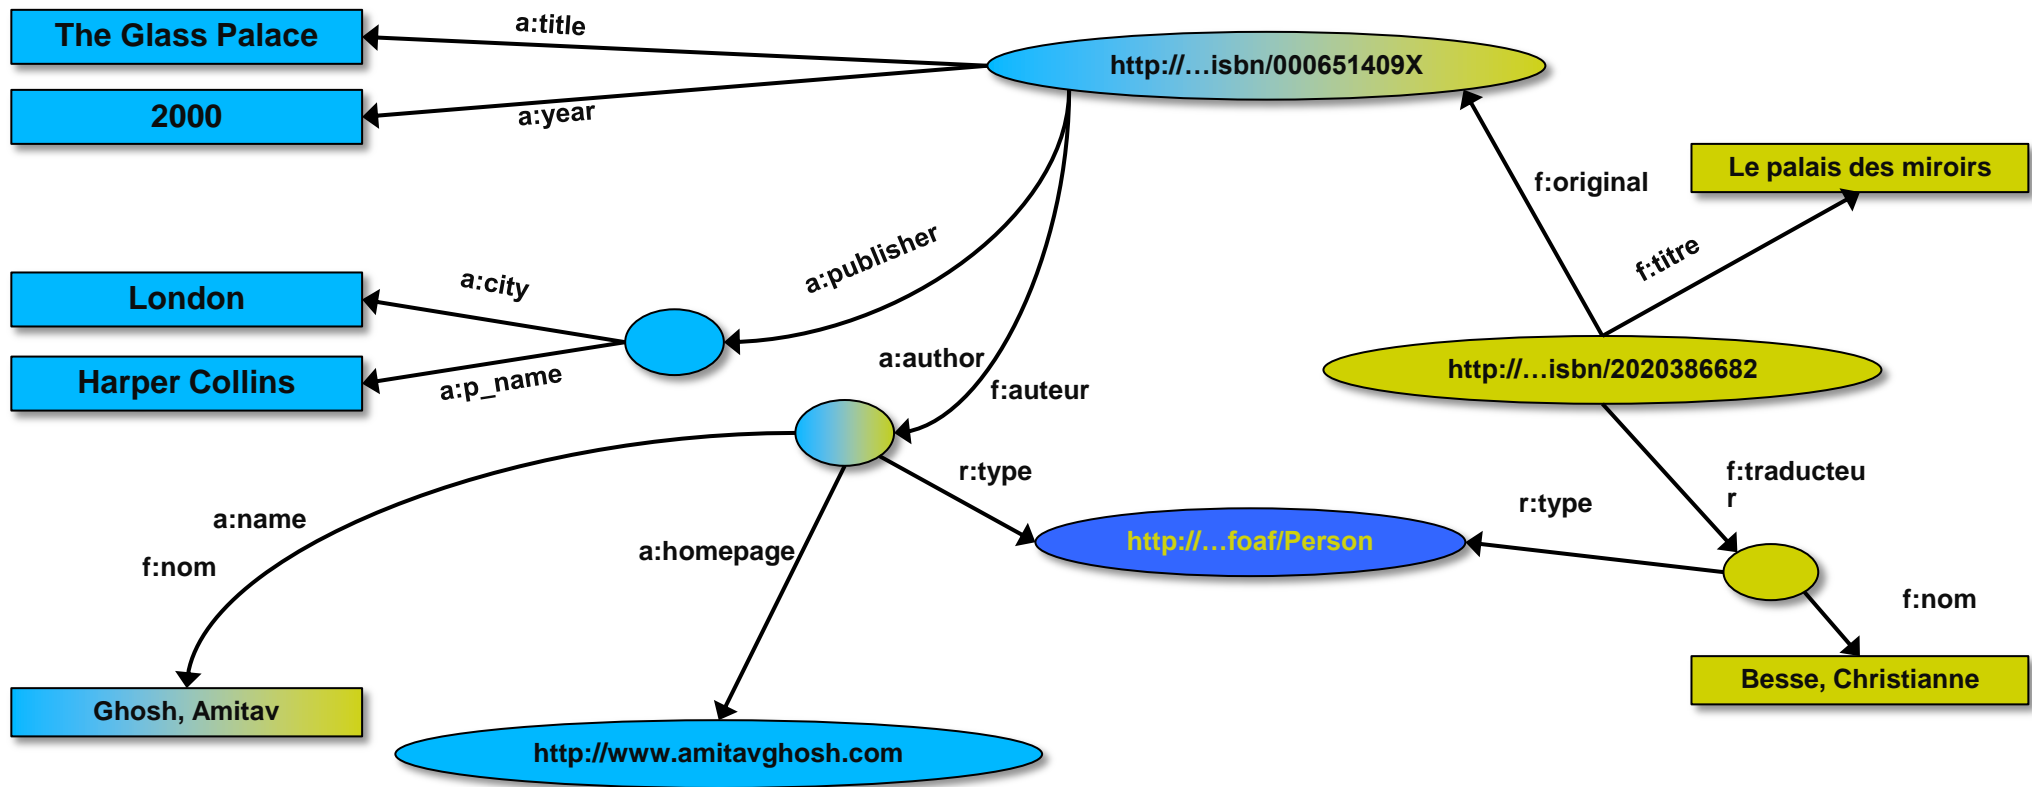 The Glass Palace
a:title
http://...isbn/000651409X
2000
a:year
Le palais des miroirs
f:original
f:titre
a:publisher
London
a:city
Harper Collins
a:p_name
a:author
f:auteur
http://...isbn/2020386682
r:type
f:traducteu
r
r:type
a:name
http://…foaf/Person
a:homepage
f:nom
f:nom
Ghosh, Amitav
Besse, Christianne
http://www.amitavghosh.com